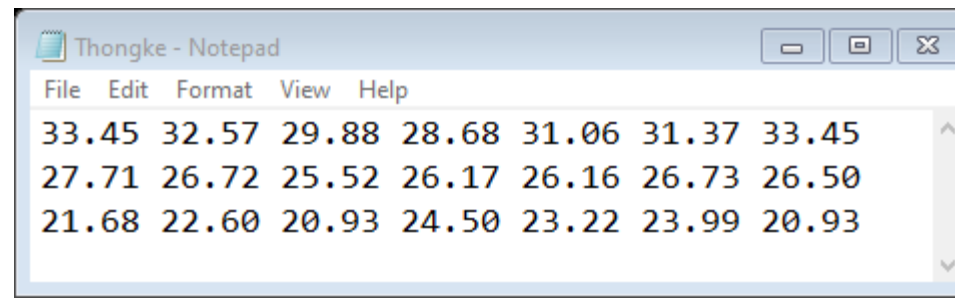 Thongke - Notepad
File Edit Format View Help
33.45 32.57 29.88 28.68 31.06 31.37 33.45
27.71 26.72 25.52 26.17 26.16 26.73 26.50
21.68 22.60 20.93 24.50 23.22 23.99 20.93